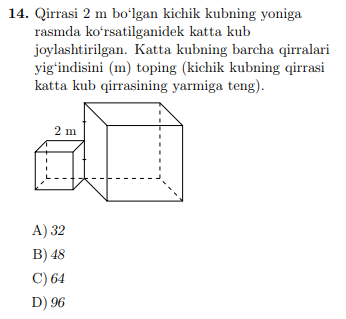 14. Qirrasi 2 m bo‘lgan kichik kubning yoniga
rasmda ko‘rsatilganidek katta kub
joylashtirilgan. Katta kubning barcha qirralari
yig‘indisini (m) toping (kichik kubning qirrasi
katta kub qirrasining yarmiga teng).
2 m
A) 32
B) 48
C) 64
D) 96